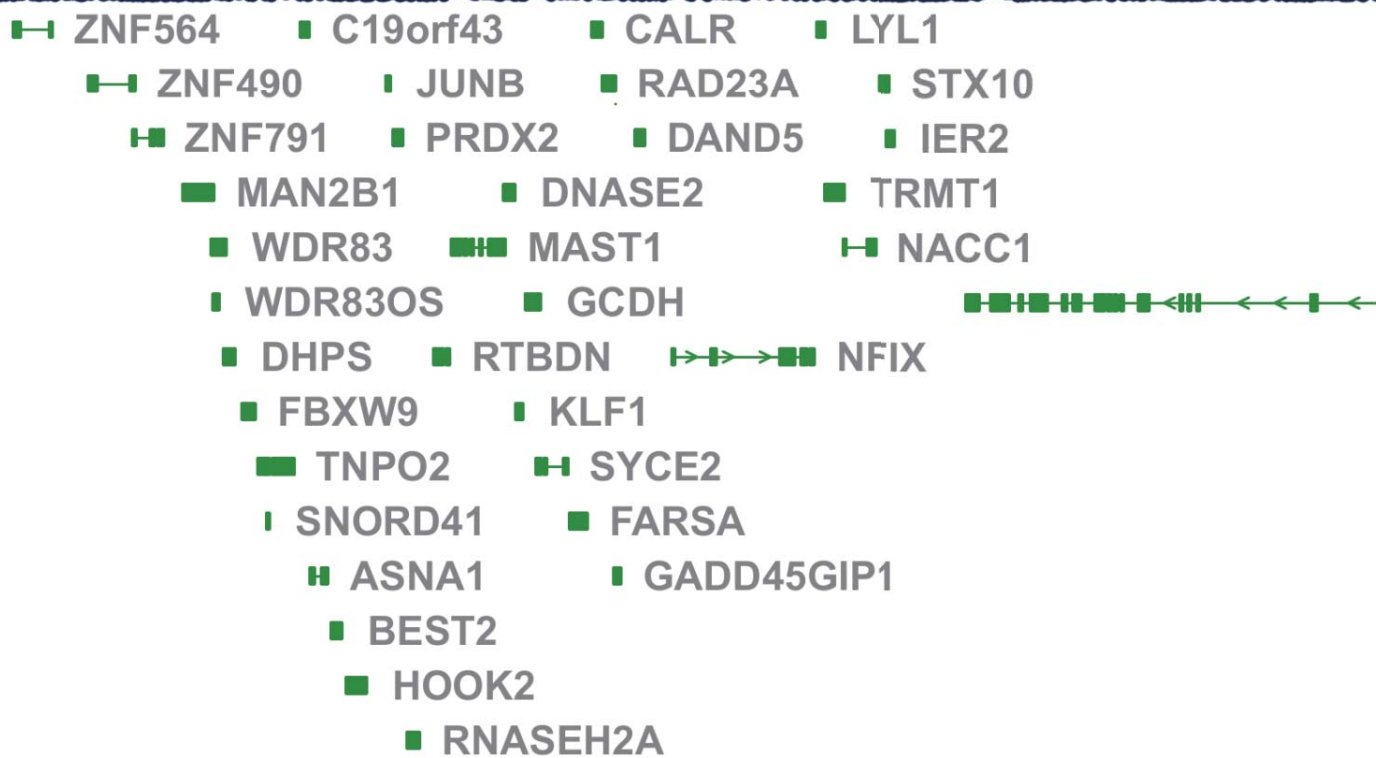 ZNF564 C19orf43 CALR LYL1
ZNF490 JUNB RAD23A STX10
ZNF791 PRDX2 DAND5 IER2
MAN2B1 DNASE2 TRMT1
WDR83 MAST1 NACC1
WDR83OS GCDH
DHPS RTBDN NFIX
FBXW9 KLF1
TNPO2 SYCE2
SNORD41 FARSA
ASNA1 GADD45GIP1
BEST2
HOOK2
RNASEH2A